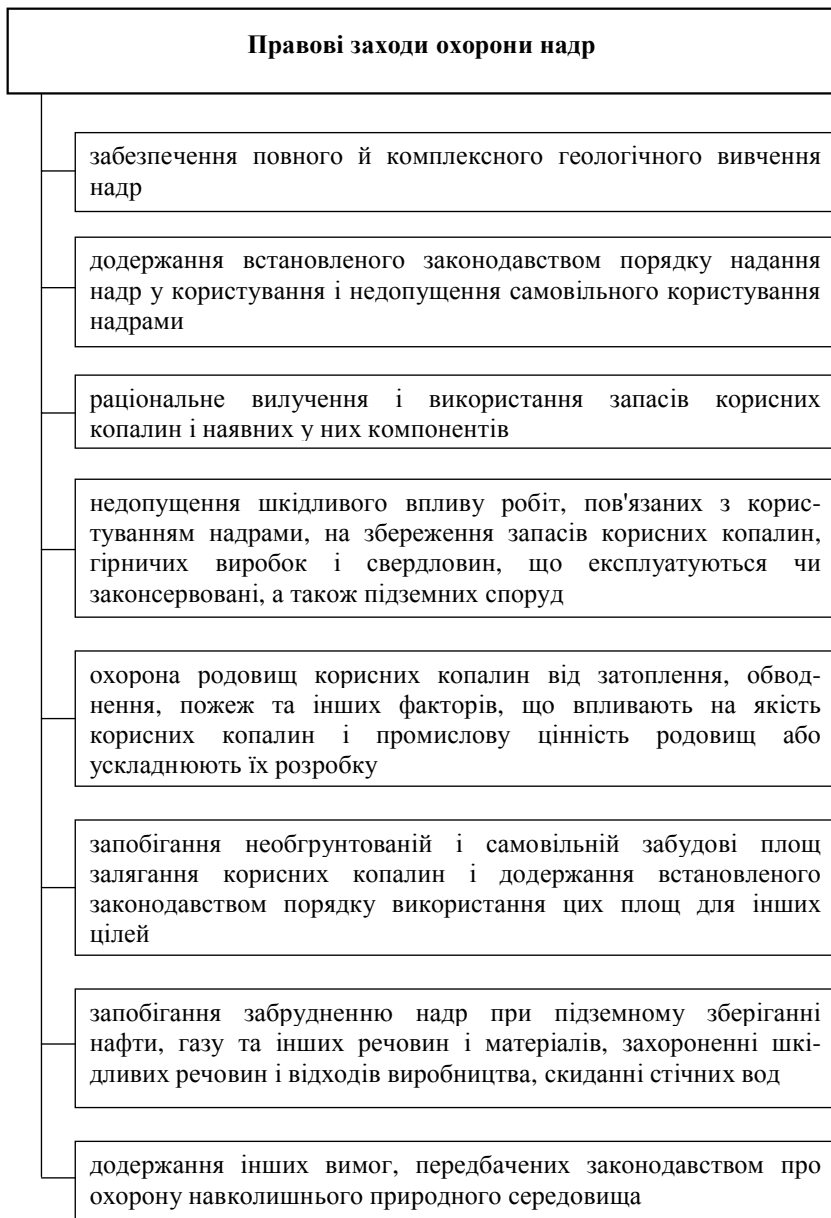 Правові заходи охорони надр
забезпечення повного й комплексного геологічного вивчення
надр
додержання встановленого законодавством порядку надання
надр у користування і недопущення самовільного користування
надрами
раціональне вилучення і використання запасів корисних
копалин і наявних у них компонентів
недопущення шкідливого впливу робіт, пов'язаних з корис-
туванням надрами, на збереження запасів корисних копалин,
гірничих виробок і свердловин, що експлуатуються чи
законсервовані, а також підземних споруд
охорона родовищ корисних копалин від затоплення, обвод-
нення, пожеж та інших факторів, що впливають на якість
корисних копалин і промислову цінність родовищ або
ускладнюють їх розробку
запобігання необгрунтованій і самовільній забудові площ
залягання корисних копалин і додержання встановленого
законодавством порядку використання цих площ для інших
цілей
запобігання забрудненню надр при підземному зберіганні
нафти, газу та інших речовин і матеріалів, захороненні шкі-
дливих речовин і відходів виробництва, скиданні стічних вод
додержання інших вимог, передбачених законодавством про
охорону навколишнього природного середовища